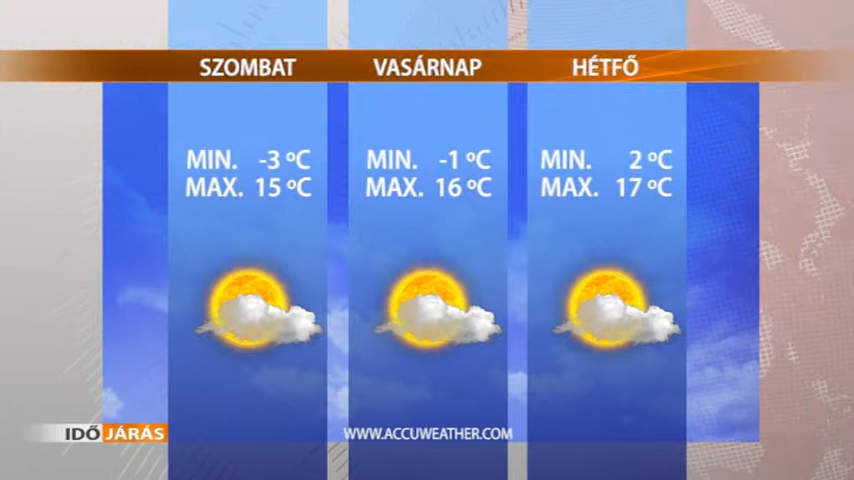 SZOMBAT VASÁRNAP HÉTFŐ
MIN. -3 ºC MIN. -1 ºC MIN. 2 ºC
MAX. 15 ºC MAX. 16 ºC MAX. 17 ºC
IDŐJÁRÁS WWW.ACCUWEATHER.COM